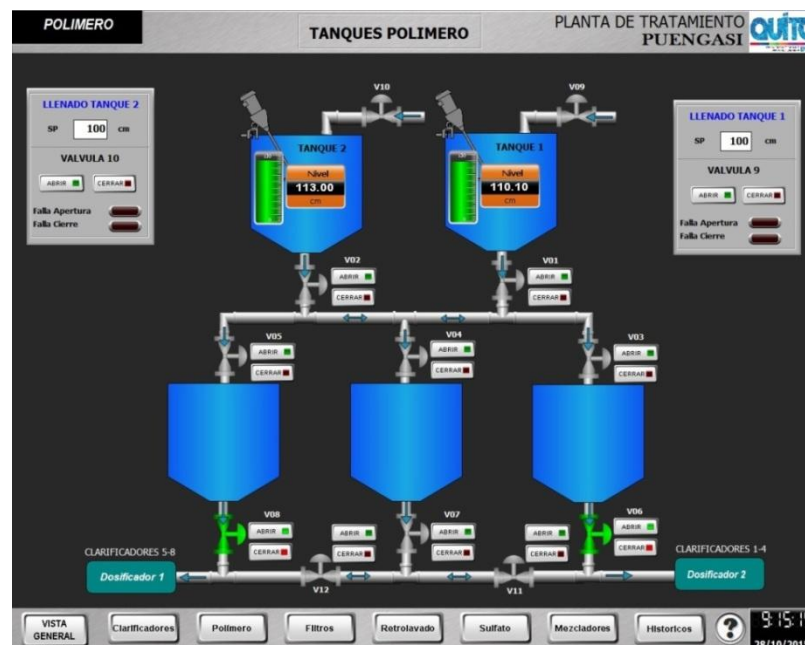 POLIMERO
TANQUES POLIMERO
PLANTA DE TRATAMIENTO
PUENGASI
LLENADO TANQUE 2
SP 100 cm
VALVULA 10
ABRIR CERRAR
Falla Apertura
Falla Cierre
V10
TANQUE 2
Nivel
113.00
cm
V09
TANQUE 1
Nivel
110.10
cm
LLENADO TANQUE 1
SP 100 cm
VALVULA 9
ABRIR CERRAR
Falla Apertura
Falla Cierre
V02
ABRIR
CERRAR
V01
ABRIR
CERRAR
V05
ABRIR
CERRAR
V04
ABRIR
CERRAR
V03
ABRIR
CERRAR
V08
ABRIR
CERRAR
ABRIR
CERRAR
V12
V07
ABRIR
CERRAR
ABRIR
CERRAR
V11
V06
ABRIR
CERRAR
CLARIFICADORES 5-8
Dosificador 1
CLARIFICADORES 1-4
Dosificador 2
VISTA GENERAL
Clarificadores
Polimero
Filtros
Retrolavado
Sulfato
Mezcladores
Historicos
?